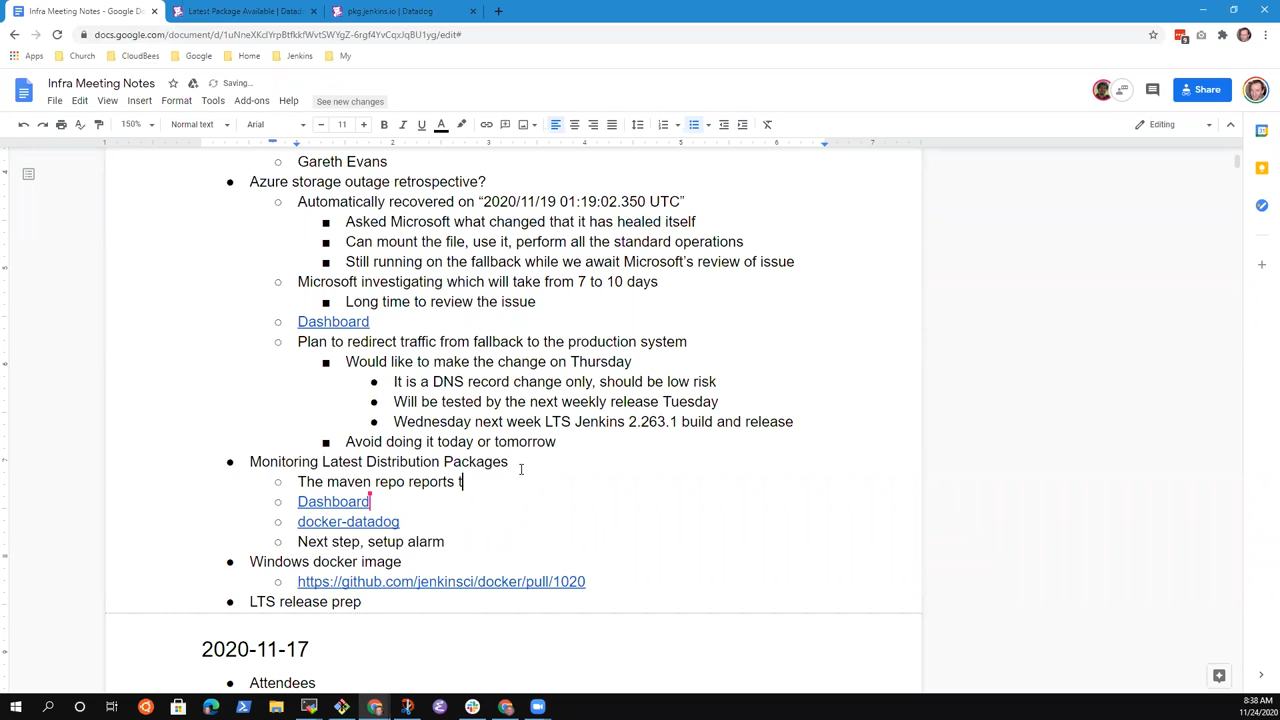 Infra Meeting Notes - Google Do
Latest Package Available | Datad
pkg.jenkins.io | Datadog
docs.google.com/document/d/1uNneXKcIYrpBtfkkfWvtSWYgZ-6rgf4YvCqxJqBU1yg/edit#
Apps
Church
CloudBees
Google
Home
Jenkins
My
Infra Meeting Notes
Saving...
File Edit View Insert Format Tools Add-ons Help
See new changes
Share
150% Normal text Arial 11
Editing
1 1 2 3 4 5 6 7
Gareth Evans
Azure storage outage retrospective?
Automatically recovered on “2020/11/19 01:19:02.350 UTC”
Asked Microsoft what changed that it has healed itself
Can mount the file, use it, perform all the standard operations
Still running on the fallback while we await Microsoft’s review of issue
Microsoft investigating which will take from 7 to 10 days
Long time to review the issue
Dashboard
Plan to redirect traffic from fallback to the production system
Would like to make the change on Thursday
It is a DNS record change only, should be low risk
Will be tested by the next weekly release Tuesday
Wednesday next week LTS Jenkins 2.263.1 build and release
Avoid doing it today or tomorrow
Monitoring Latest Distribution Packages
The maven repo reports t
Dashboard
docker-datadog
Next step, setup alarm
Windows docker image
https://github.com/jenkinsci/docker/pull/1020
LTS release prep
2020-11-17
Attendees
8:38 AM
11/24/2020